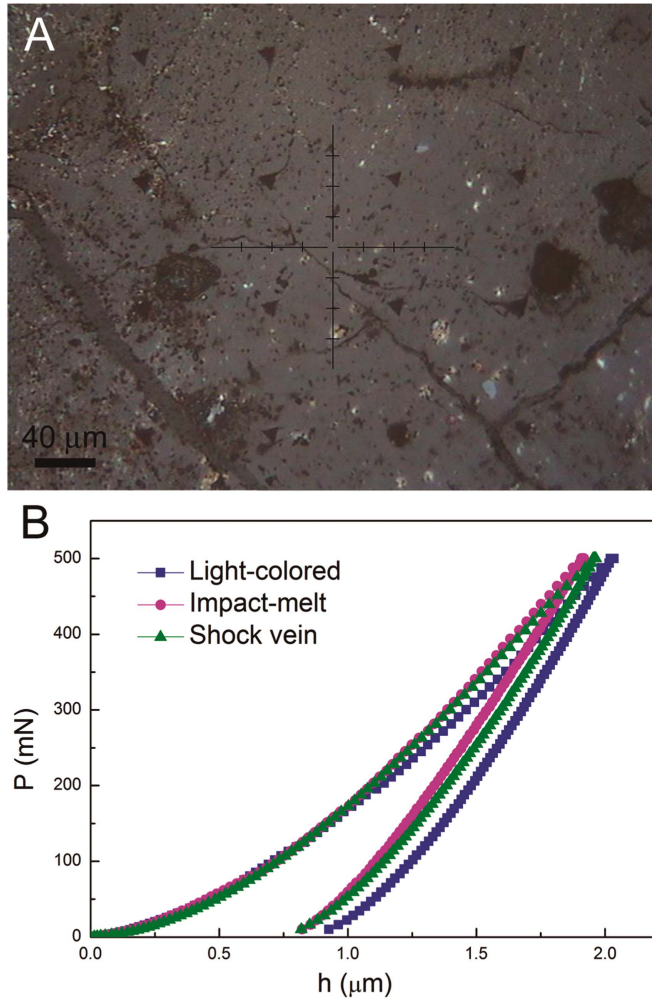 A
40 μm
B
500
400
300
200
100
0
P (mN)
Light-colored
Impact-melt
Shock vein
0.0
0.5
1.0
1.5
2.0
h (μm)